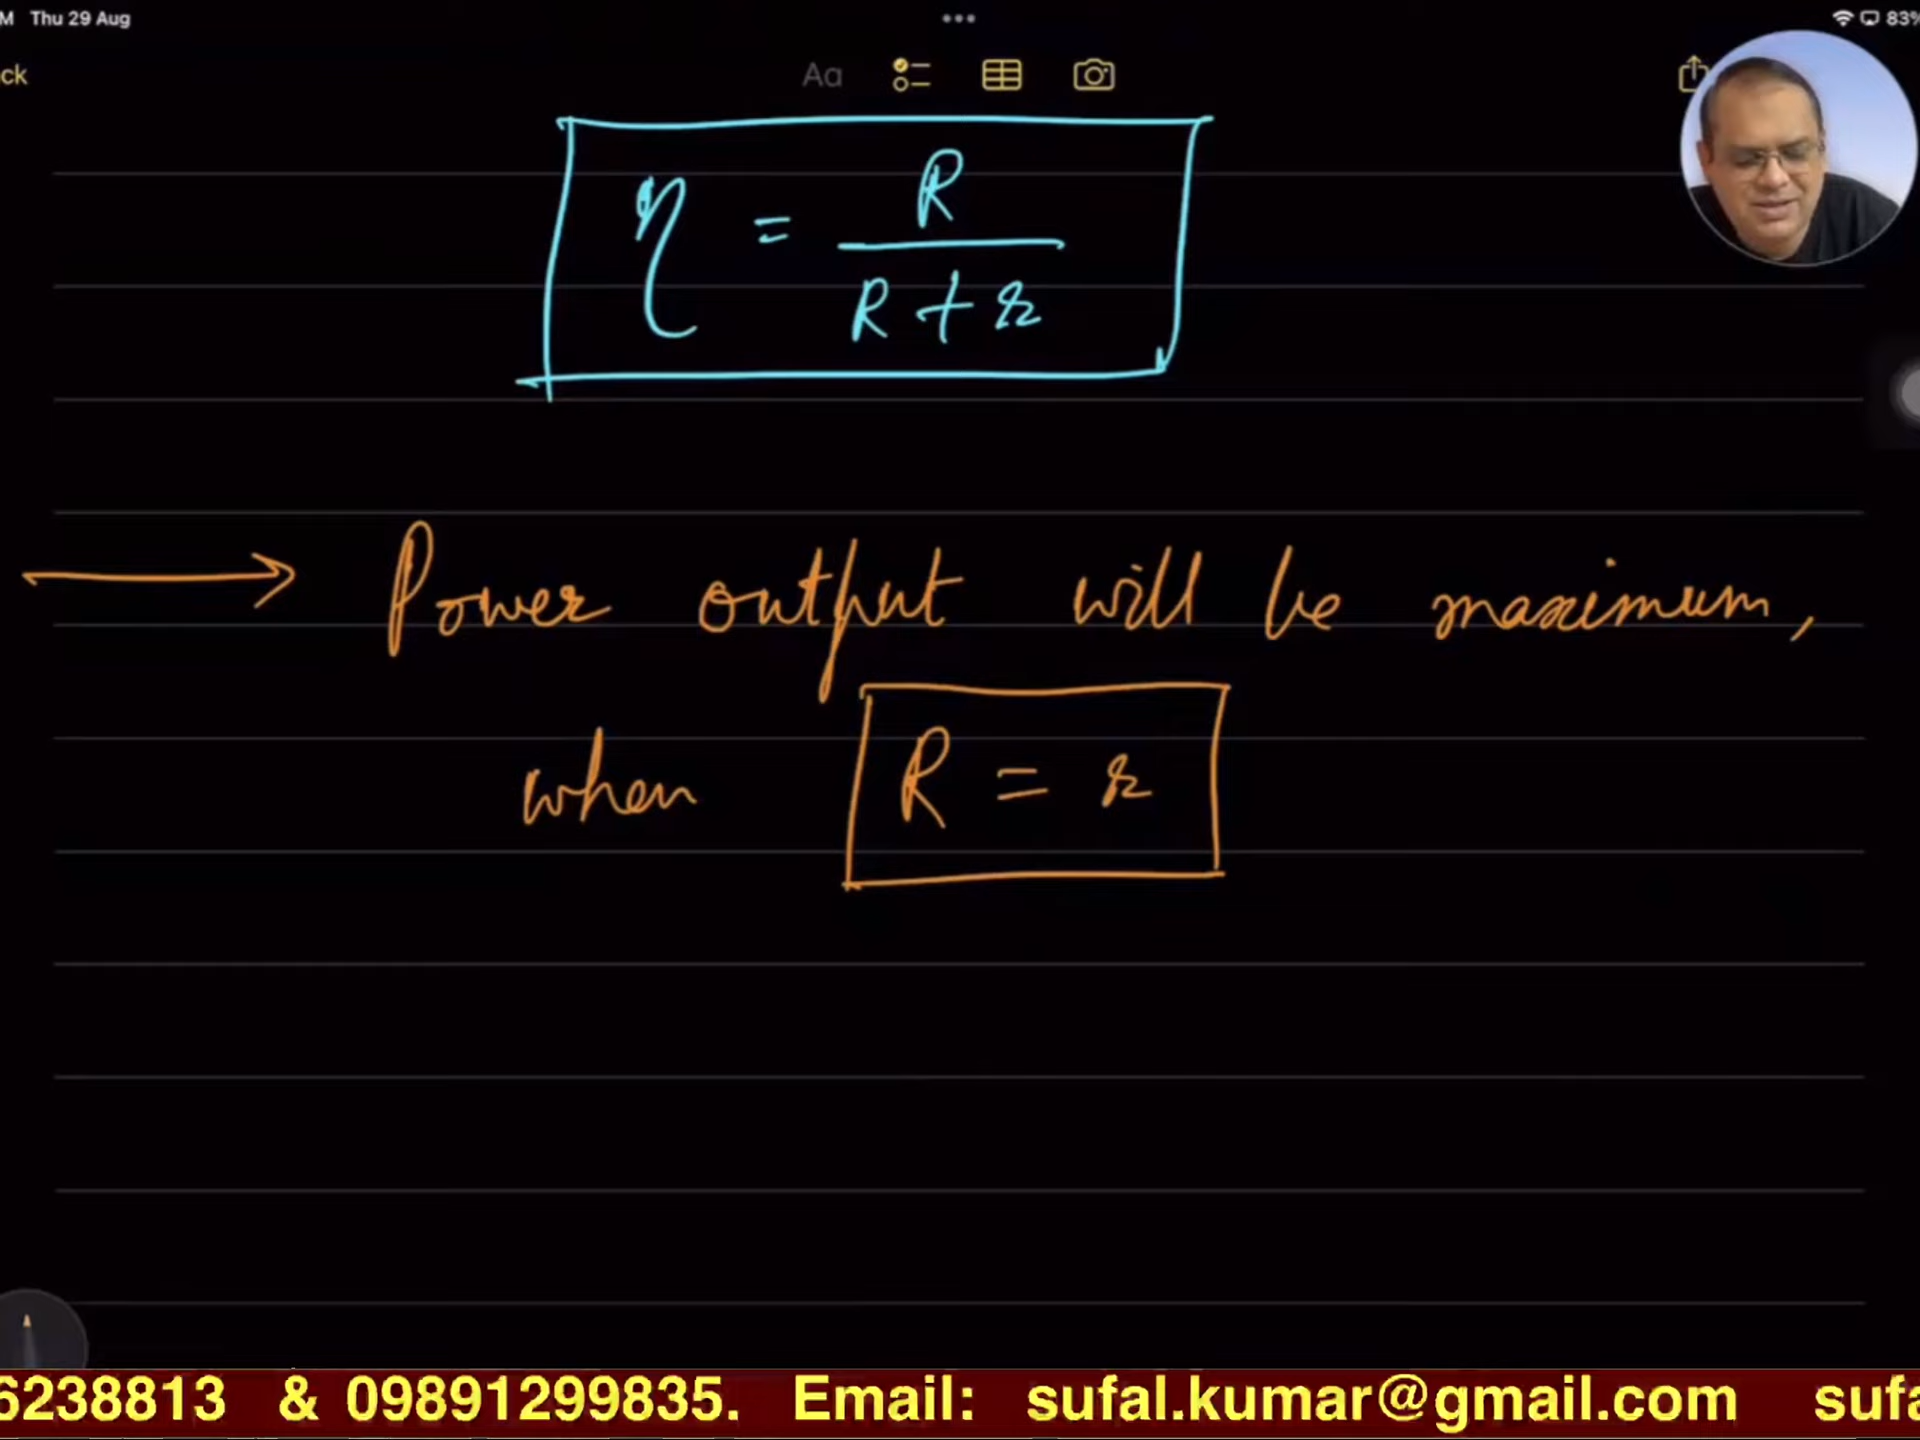 M Thu 29 Aug ••• 83%
ck Aa
η = R / R + r
→ Power output will be maximum,
when R = r
6238813 & 09891299835. Email: sufal.kumar@gmail.com sufa